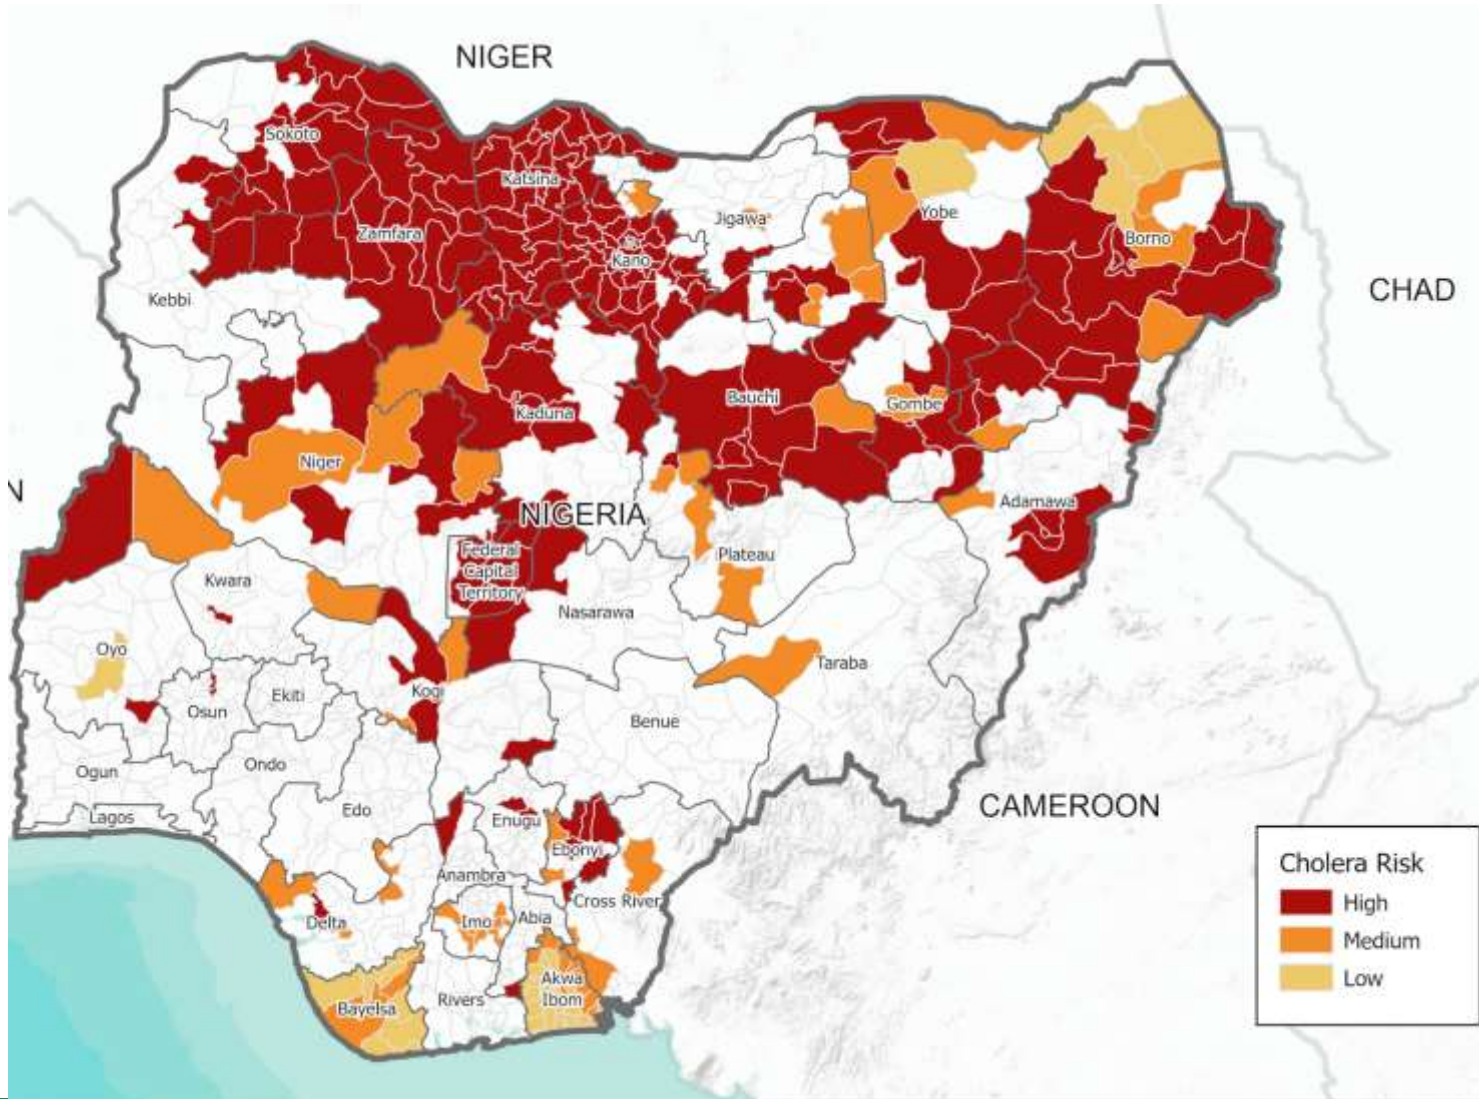 NIGER
Sokoto
Katsina
Zamfara
Jigawa
Yobe
Borno
Kano
Kebbi
CHAD
Bauchi
Gombe
Kaduna
Niger
N
NIGERIA
Adamawa
Federal
Capital
Territory
Plateau
Kwara
Nasarawa
Oyo
Taraba
Kogi
Ekiti
Osun
Benue
Ogun
Ondo
Lagos
Edo
Enugu
CAMEROON
Ebonyi
Anambra
Cross River
Delta
Imo
Abia
Akwa
Ibom
Bayelsa
Rivers
Cholera Risk
High
Medium
Low